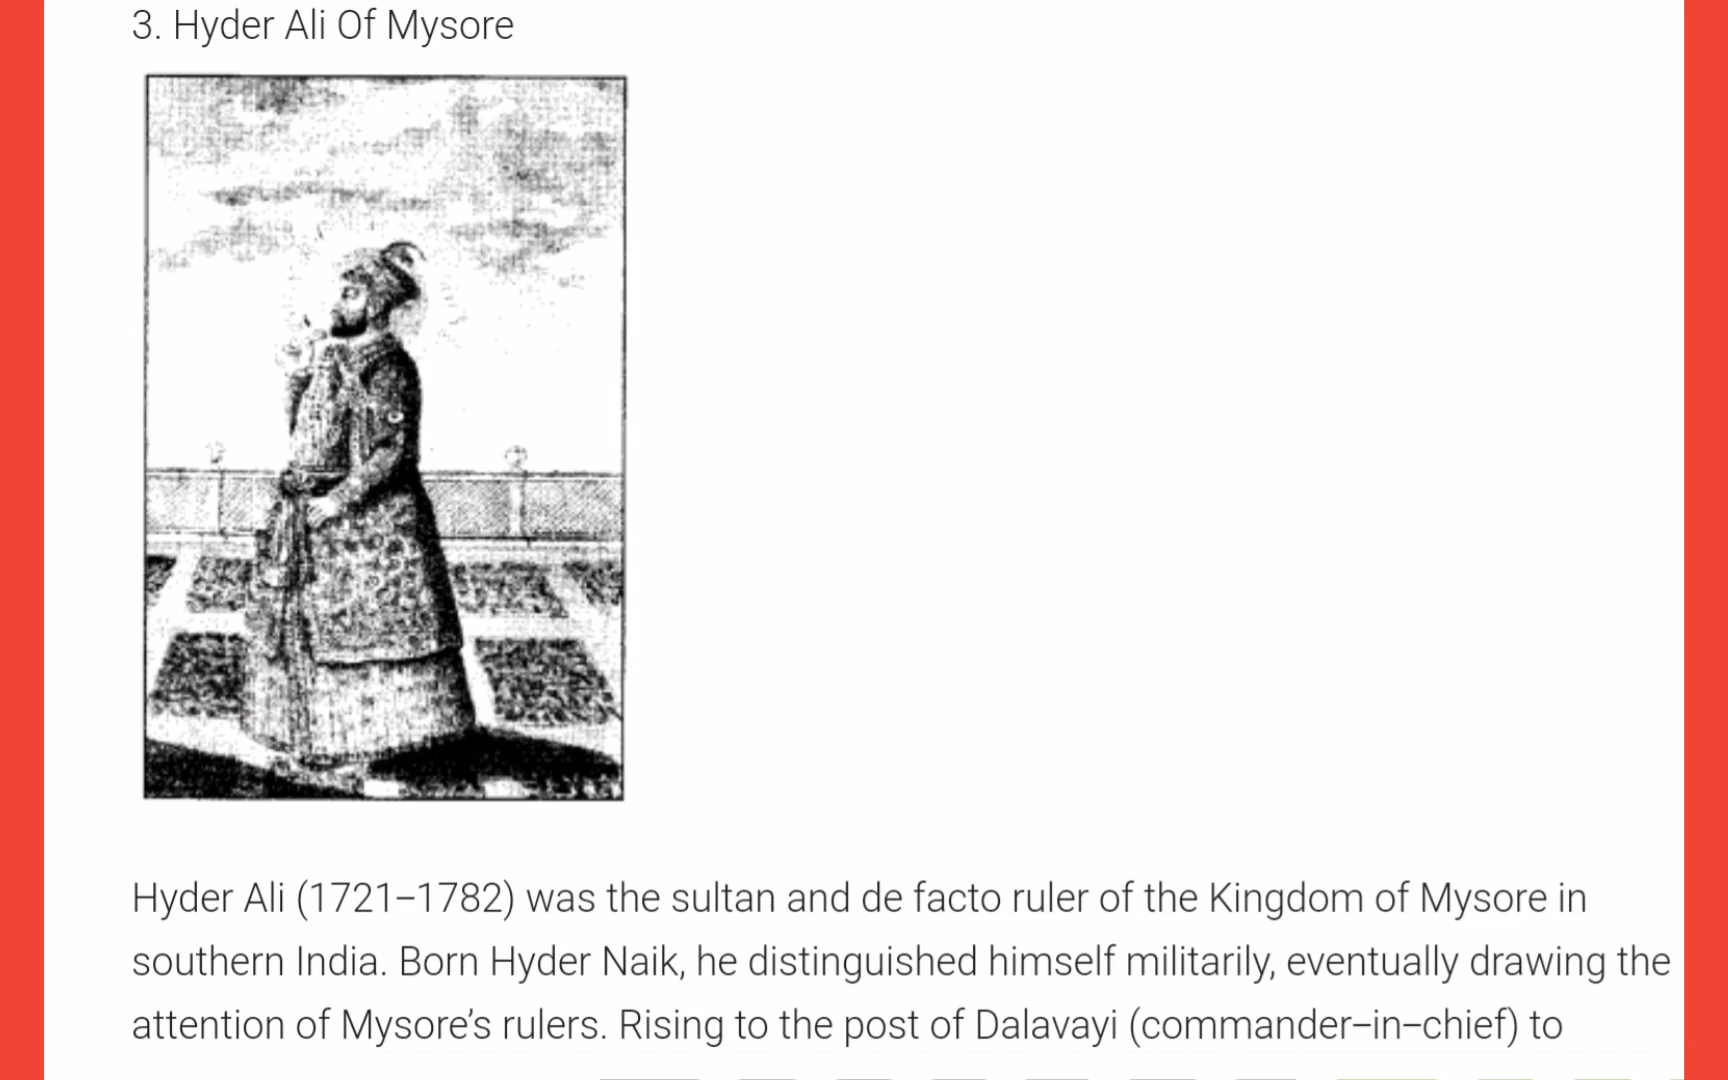 3. Hyder Ali Of Mysore
Hyder Ali (1721–1782) was the sultan and de facto ruler of the Kingdom of Mysore in
southern India. Born Hyder Naik, he distinguished himself militarily, eventually drawing the
attention of Mysore’s rulers. Rising to the post of Dalavayi (commander–in–chief) to